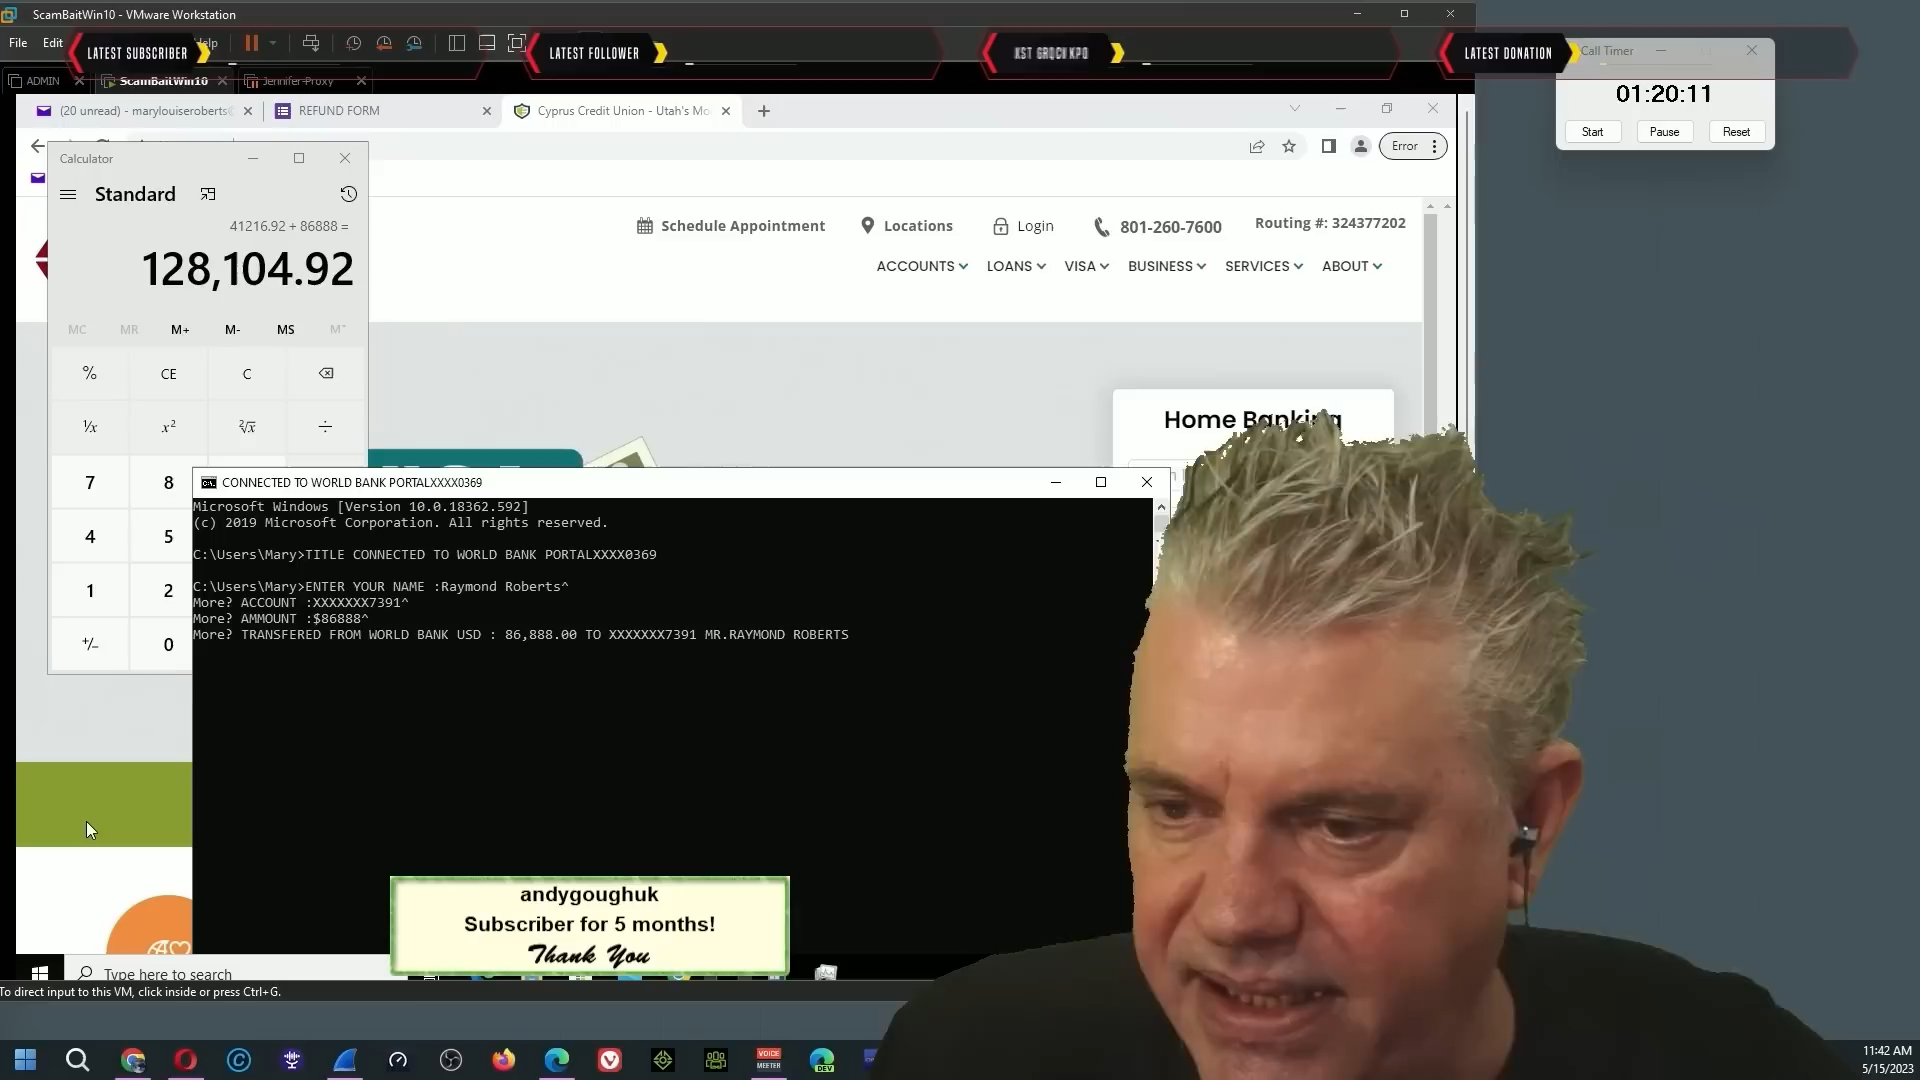 ScamBaitWin10 - VMware Workstation
File Edit
LATEST SUBSCRIBER
LATEST FOLLOWER
LATEST DONATION
Call Timer
01:20:11
Start Pause Reset
ADMIN ScamBaitWin10 Jennifer-Proxy
(20 unread) - marylouiseroberts
REFUND FORM
Cyprus Credit Union - Utah's Mo
Error
Calculator
Standard
41216.92 + 86888 =
128,104.92
MC MR M+ M- MS
% CE C
¹/x x² ²√x ÷
7 8
4 5
1 2
+/- 0
Schedule Appointment Locations Login 801-260-7600 Routing #: 324377202
ACCOUNTS LOANS VISA BUSINESS SERVICES ABOUT
Home Banking
CONNECTED TO WORLD BANK PORTALXXXX0369
Microsoft Windows [Version 10.0.18362.592]
(c) 2019 Microsoft Corporation. All rights reserved.
C:\Users\Mary>TITLE CONNECTED TO WORLD BANK PORTALXXXX0369
C:\Users\Mary>ENTER YOUR NAME :Raymond Roberts^
More? ACCOUNT :XXXXXXX7391^
More? AMMOUNT :$86888^
More? TRANSFERED FROM WORLD BANK USD : 86,888.00 TO XXXXXXX7391 MR.RAYMOND ROBERTS
andygoughuk
Subscriber for 5 months!
Thank You
Type here to search
To direct input to this VM, click inside or press Ctrl+G.
VOICE
MEETER
DEV
11:42 AM
5/15/2023